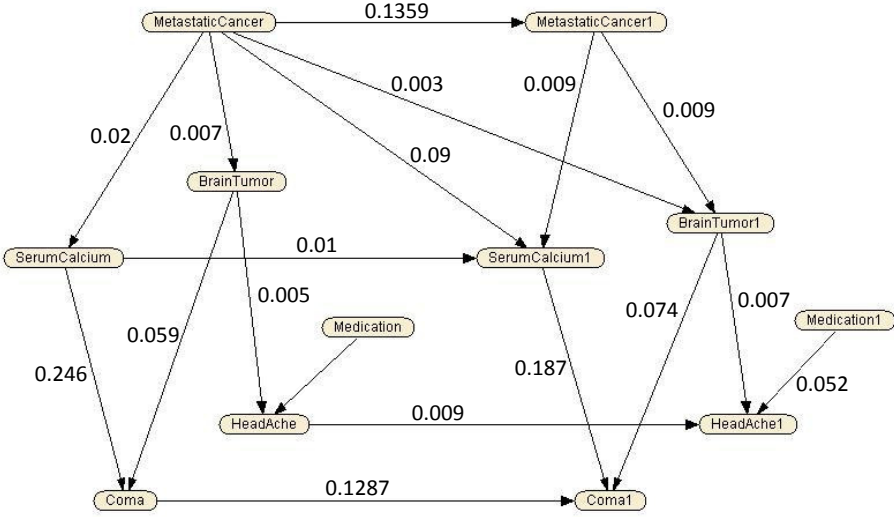 MetastaticCancer
0.1359
MetastaticCancer1
0.003
0.009
0.009
0.02
0.007
0.09
BrainTumor
BrainTumor1
SerumCalcium
0.01
SerumCalcium1
0.005
0.059
Medication
0.074
0.007
Medication1
0.246
0.187
0.052
HeadAche
0.009
HeadAche1
Coma
0.1287
Coma1